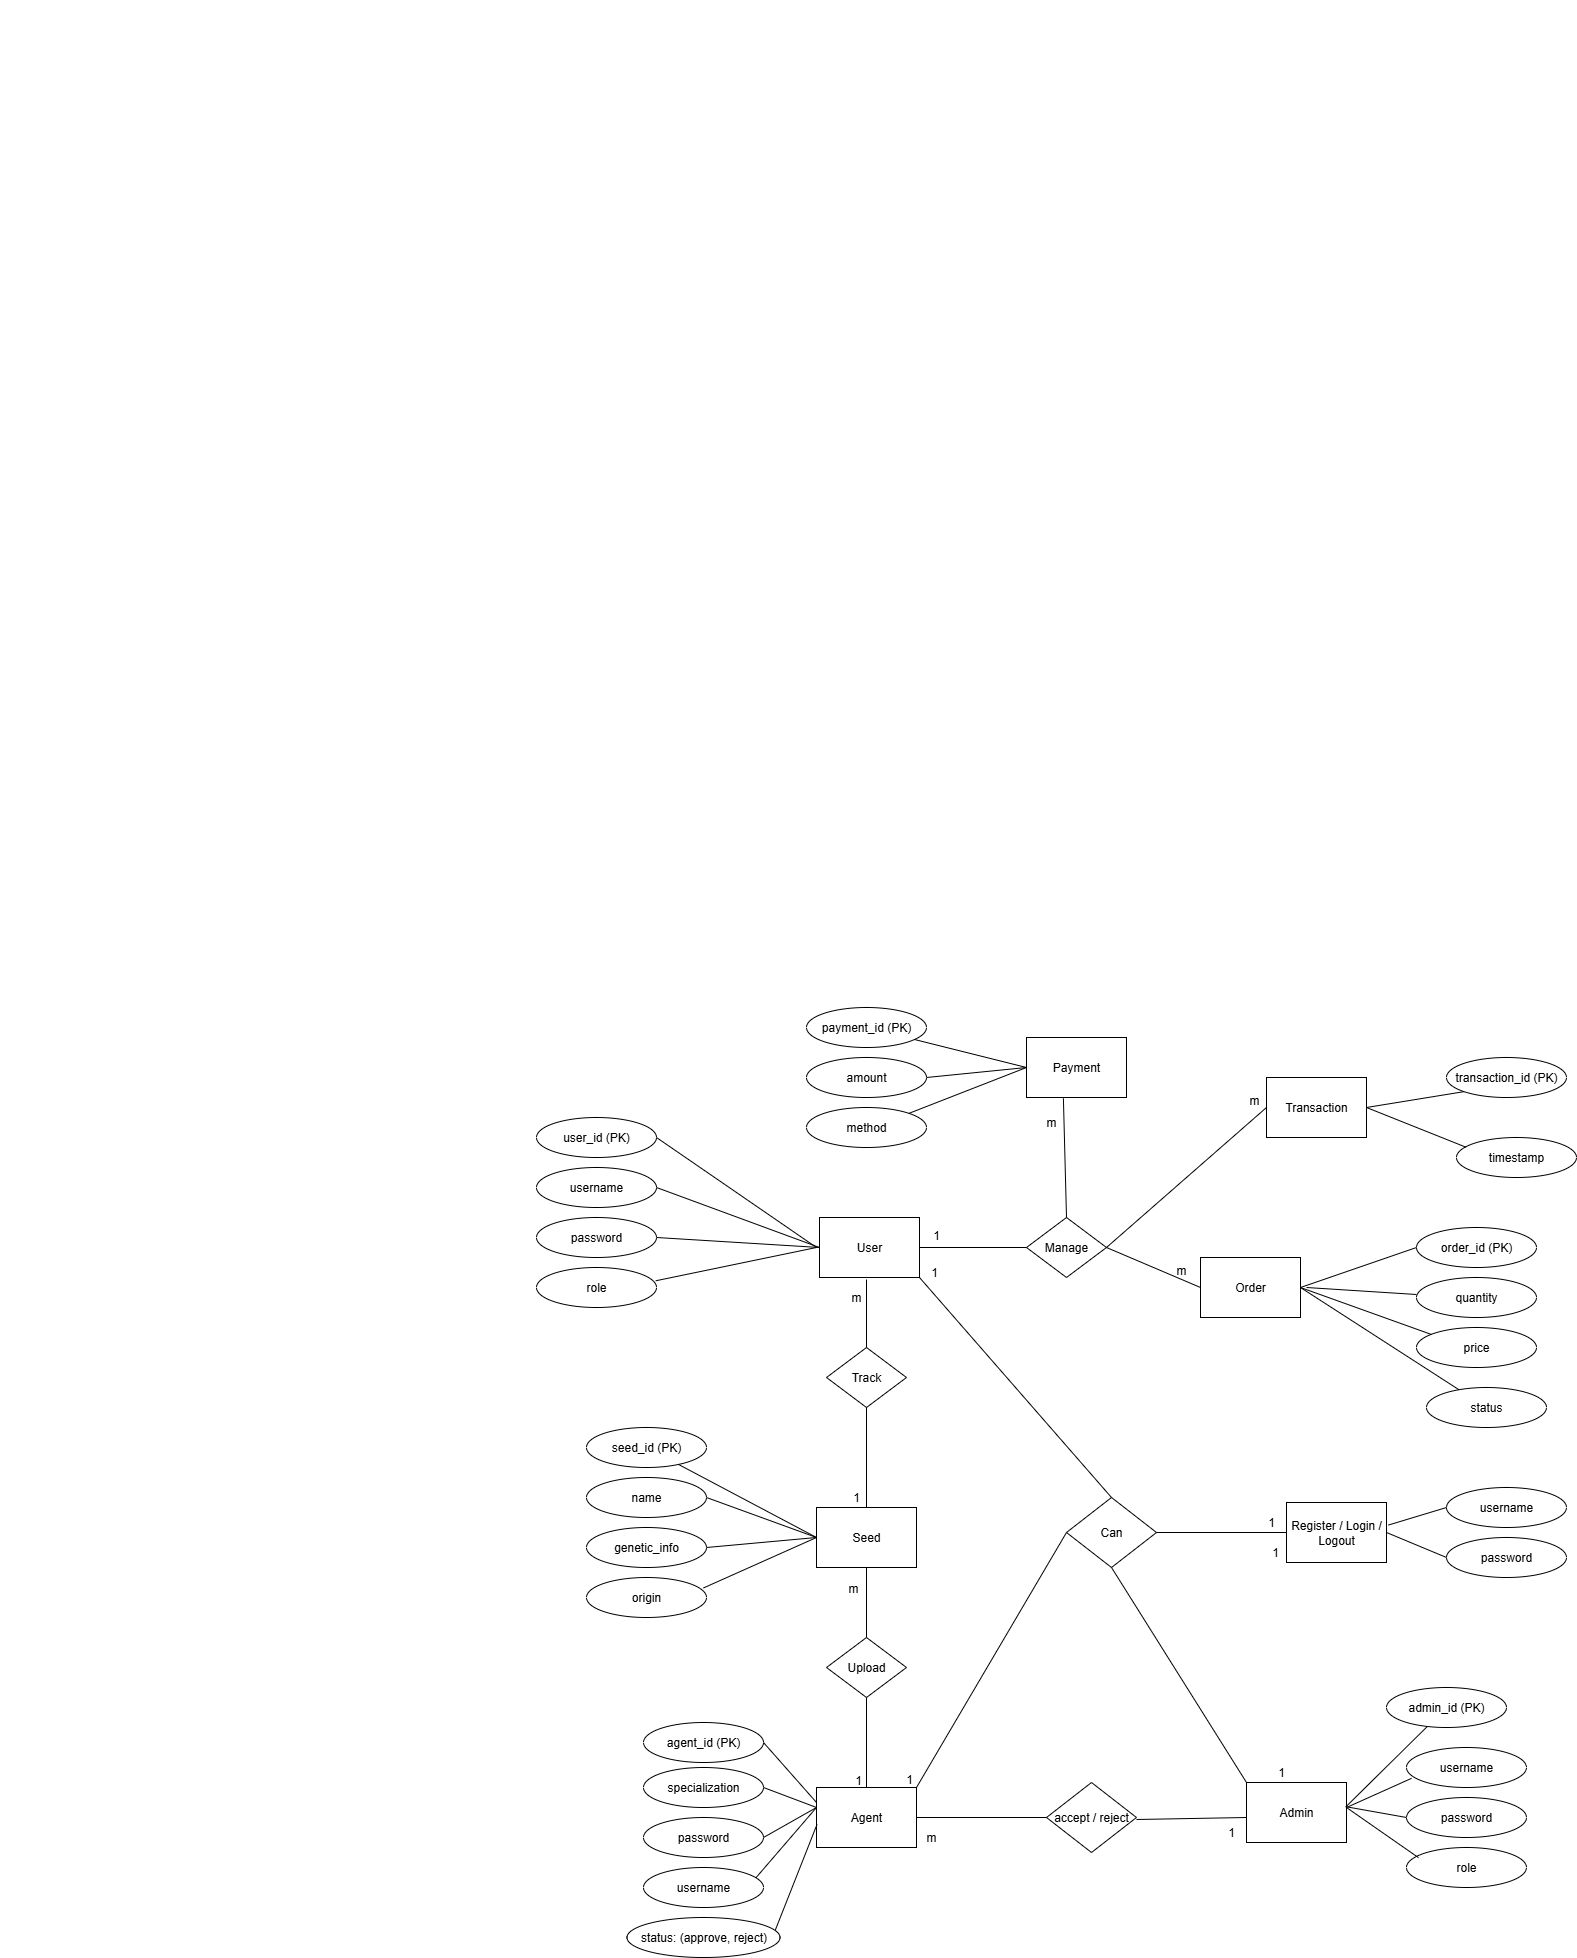 payment_id (PK)
amount
method
Payment
m
Transaction
m
transaction_id (PK)
timestamp
user_id (PK)
username
password
role
User
1
1
m
Manage
m
Order
order_id (PK)
quantity
price
status
Track
seed_id (PK)
name
genetic_info
origin
1
Seed
m
Can
1
1
Register / Login /
Logout
username
password
Upload
agent_id (PK)
specialization
password
username
status: (approve, reject)
1
1
Agent
m
accept / reject
1
1
Admin
admin_id (PK)
username
password
role